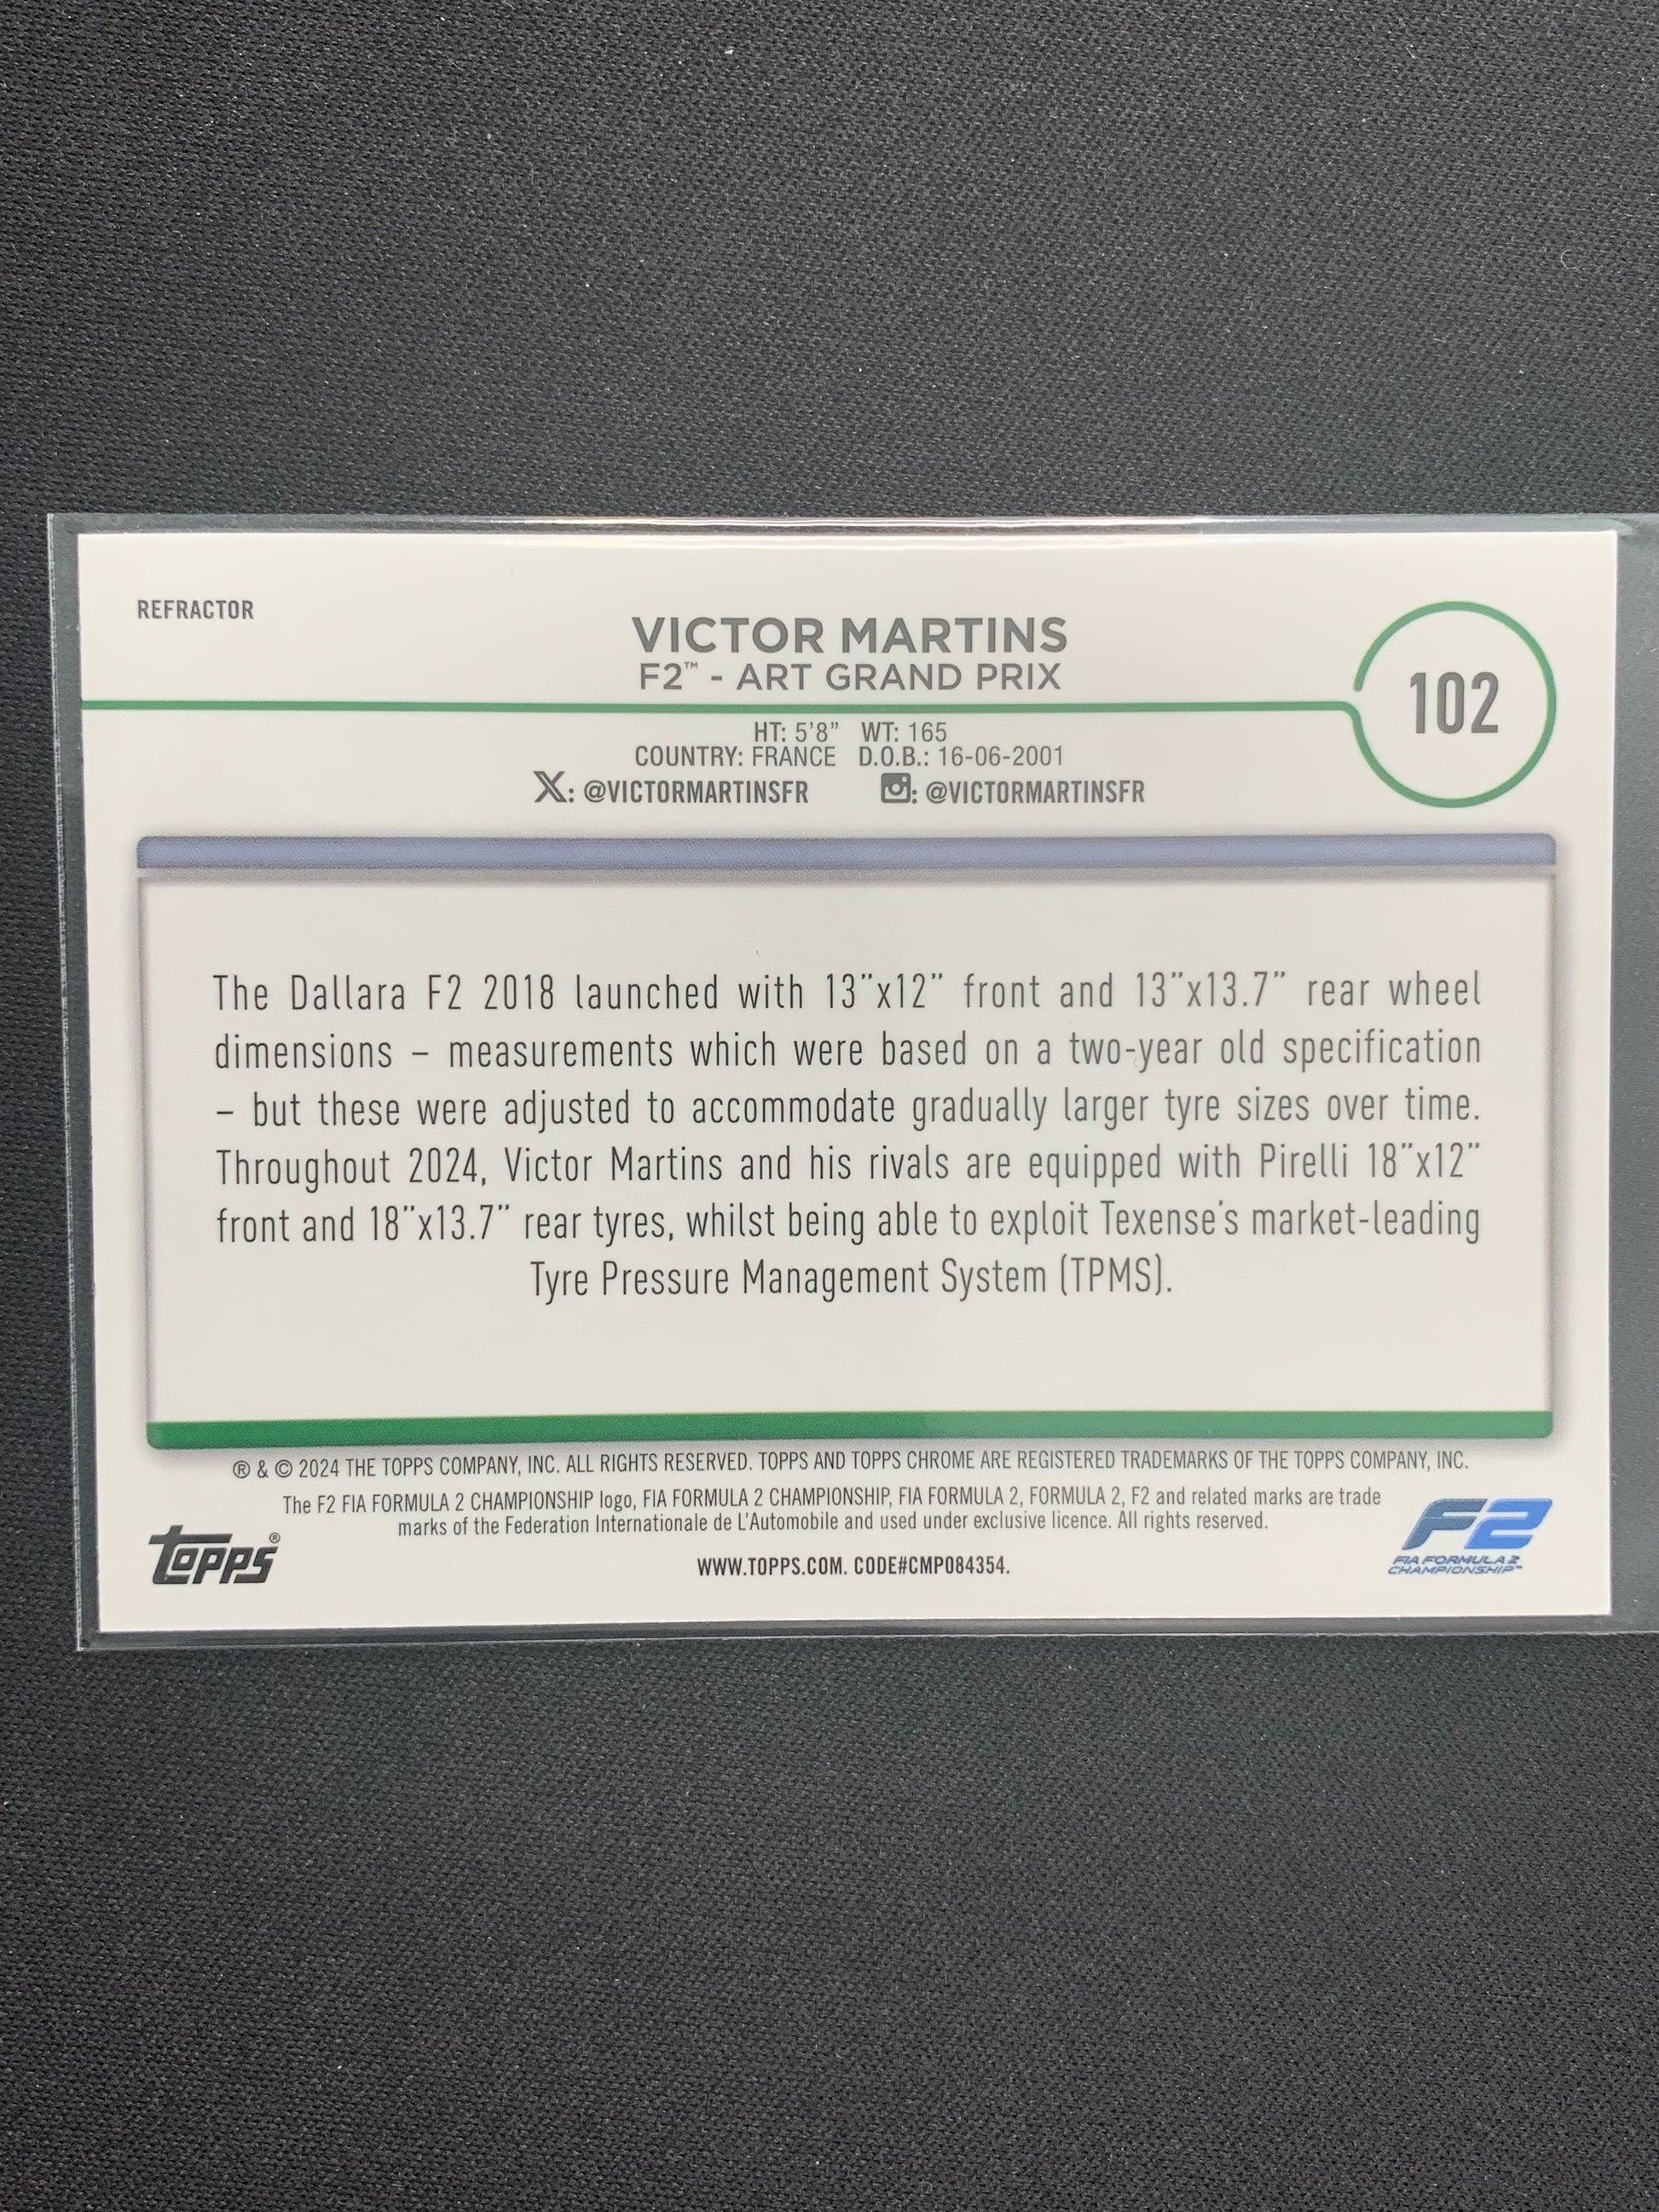 REFRACTOR
VICTOR MARTINS
F2™ - ART GRAND PRIX
102
HT: 5'8” WT: 165
COUNTRY: FRANCE D.O.B.: 16-06-2001
X: @VICTORMARTINSFR : @VICTORMARTINSFR
The Dallara F2 2018 launched with 13”x12” front and 13”x13.7” rear wheel
dimensions – measurements which were based on a two-year old specification
– but these were adjusted to accommodate gradually larger tyre sizes over time.
Throughout 2024, Victor Martins and his rivals are equipped with Pirelli 18”x12”
front and 18”x13.7” rear tyres, whilst being able to exploit Texense's market-leading
Tyre Pressure Management System (TPMS).
® & © 2024 THE TOPPS COMPANY, INC. ALL RIGHTS RESERVED. TOPPS AND TOPPS CHROME ARE REGISTERED TRADEMARKS OF THE TOPPS COMPANY, INC.
The F2 FIA FORMULA 2 CHAMPIONSHIP logo, FIA FORMULA 2 CHAMPIONSHIP, FIA FORMULA 2, FORMULA 2, F2 and related marks are trade
marks of the Federation Internationale de L'Automobile and used under exclusive licence. All rights reserved.
WWW.TOPPS.COM. CODE#CMP084354.
Topps®
F2
FIA FORMULA 2
CHAMPIONSHIP™